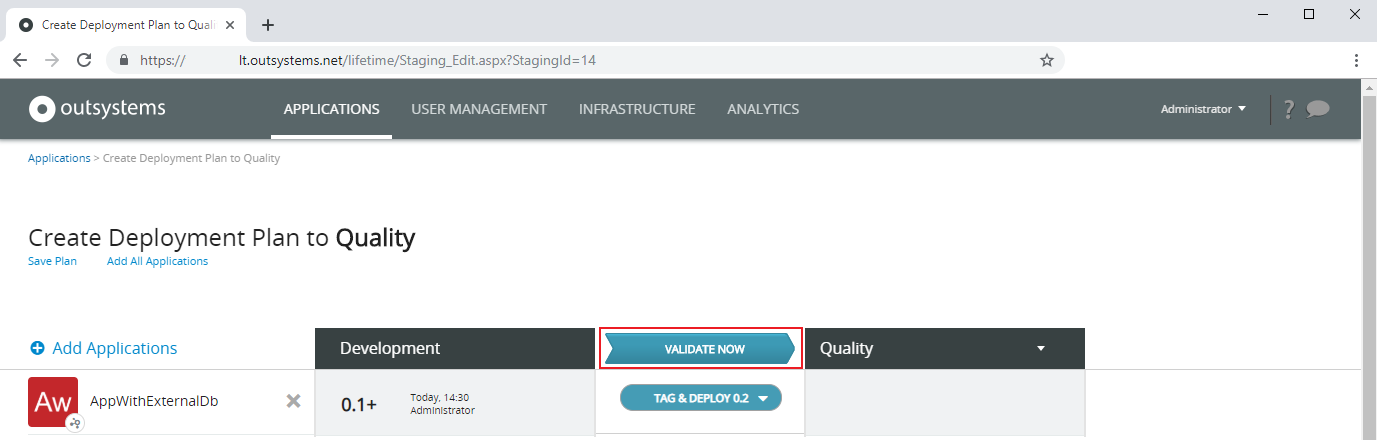 Create Deployment Plan to Quali
https:// lt.outsystems.net/lifetime/Staging_Edit.aspx?StagingId=14
outsystems APPLICATIONS USER MANAGEMENT INFRASTRUCTURE ANALYTICS Administrator ?
Applications > Create Deployment Plan to Quality
Create Deployment Plan to Quality
Save Plan Add All Applications
Add Applications Development VALIDATE NOW Quality
Aw AppWithExternalDb 0.1+ Today, 14:30 TAG & DEPLOY 0.2
Administrator